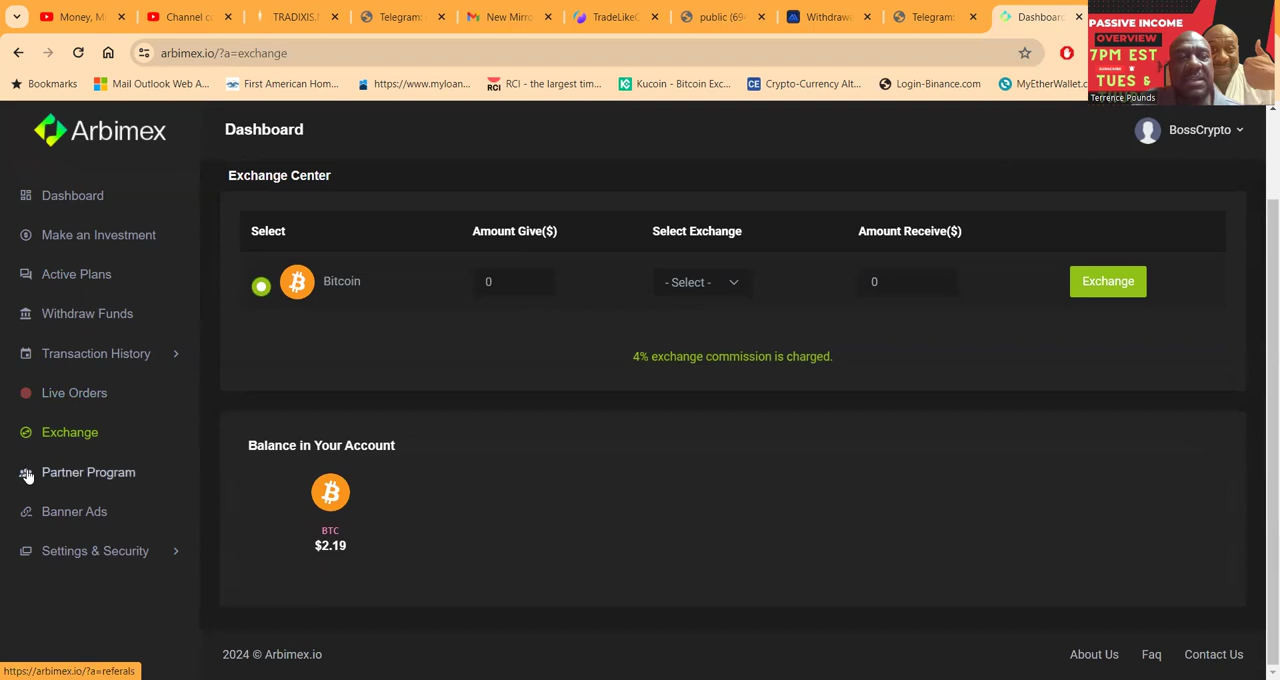 Money, Mi
Channel co
TRADIXIS.I
Telegram:
New Mirro
TradeLikeC
public (69
Withdrawa
Telegram:
Dashboard
arbimex.io/?a=exchange
Bookmarks
Mail Outlook Web A...
First American Hom...
https://www.myloan...
RCI - the largest tim...
Kucoin - Bitcoin Exc...
Crypto-Currency Alt...
Login-Binance.com
MyEtherWallet.c
PASSIVE INCOME
OVERVIEW
7PM EST
TUES &
Terrence Pounds
Arbimex
Dashboard
BossCrypto
Dashboard
Make an Investment
Active Plans
Withdraw Funds
Transaction History
Live Orders
Exchange
Partner Program
Banner Ads
Settings & Security
Exchange Center
Select
Amount Give($)
Select Exchange
Amount Receive($)
Bitcoin
0
- Select -
0
Exchange
4% exchange commission is charged.
Balance in Your Account
BTC
$2.19
2024 © Arbimex.io
About Us
Faq
Contact Us
https://arbimex.io/?a=referals